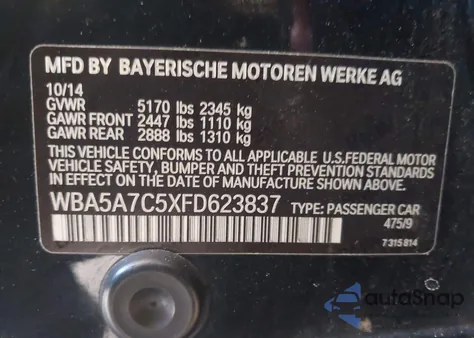 MFD BY BAYERISCHE MOTOREN WERKE AG
10/14
GVWR 5170 lbs 2345 kg
GAWR FRONT 2447 lbs 1110 kg
GAWR REAR 2888 lbs 1310 kg
THIS VEHICLE CONFORMS TO ALL APPLICABLE U.S.FEDERAL MOTOR
VEHICLE SAFETY, BUMPER AND THEFT PREVENTION STANDARDS
IN EFFECT ON THE DATE OF MANUFACTURE SHOWN ABOVE.
WBA5A7C5XFD623837 TYPE: PASSENGER CAR
475/9
7 315 814
autoSnap